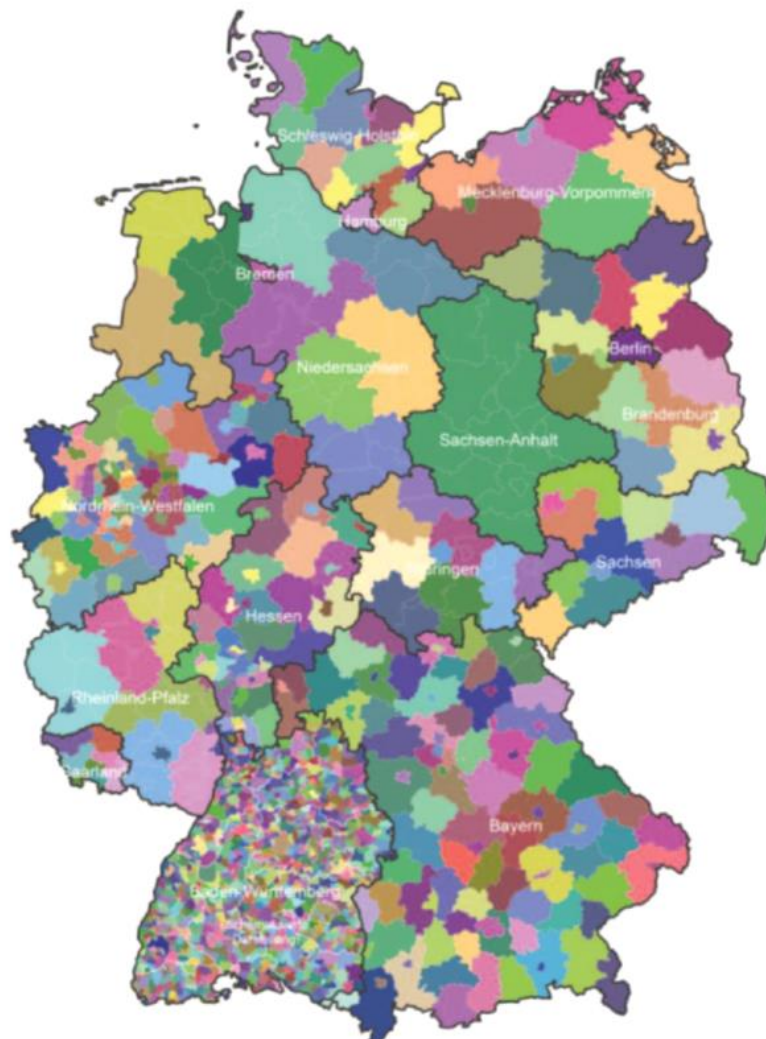 Schleswig-Holstein
Mecklenburg-Vorpommern
Hamburg
Bremen
Berlin
Niedersachsen
Brandenburg
Sachsen-Anhalt
Nordrhein-Westfalen
Sachsen
Thüringen
Hessen
Rheinland-Pfalz
Saarland
Bayern
Baden-Württemberg